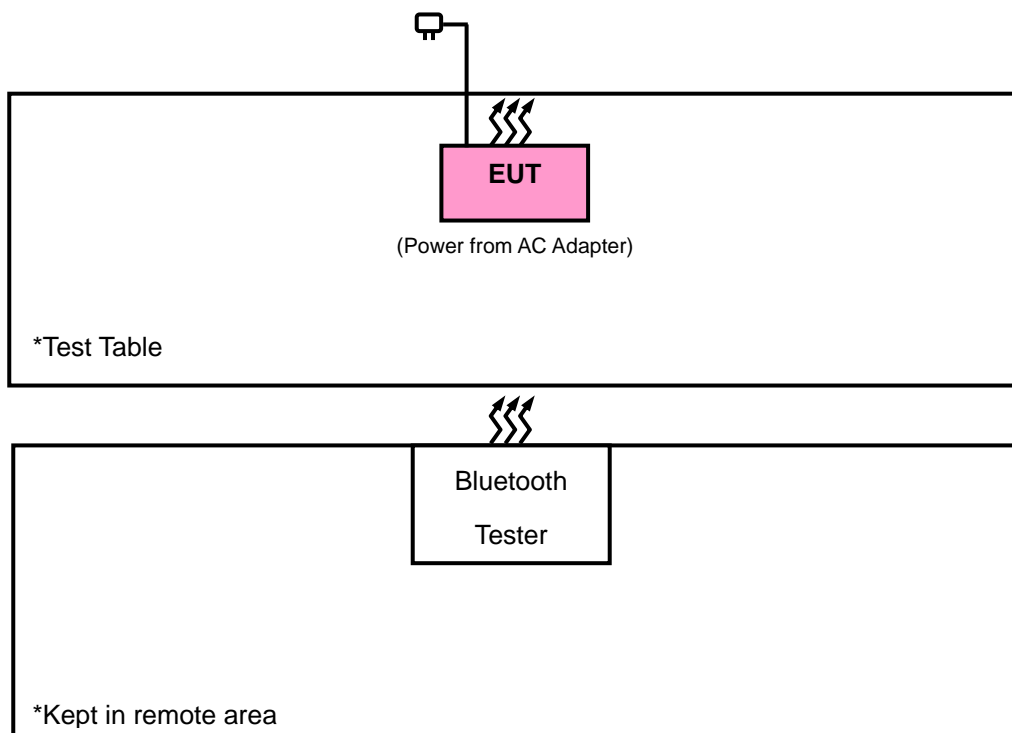 EUT
(Power from AC Adapter)
*Test Table
Bluetooth
Tester
*Kept in remote area